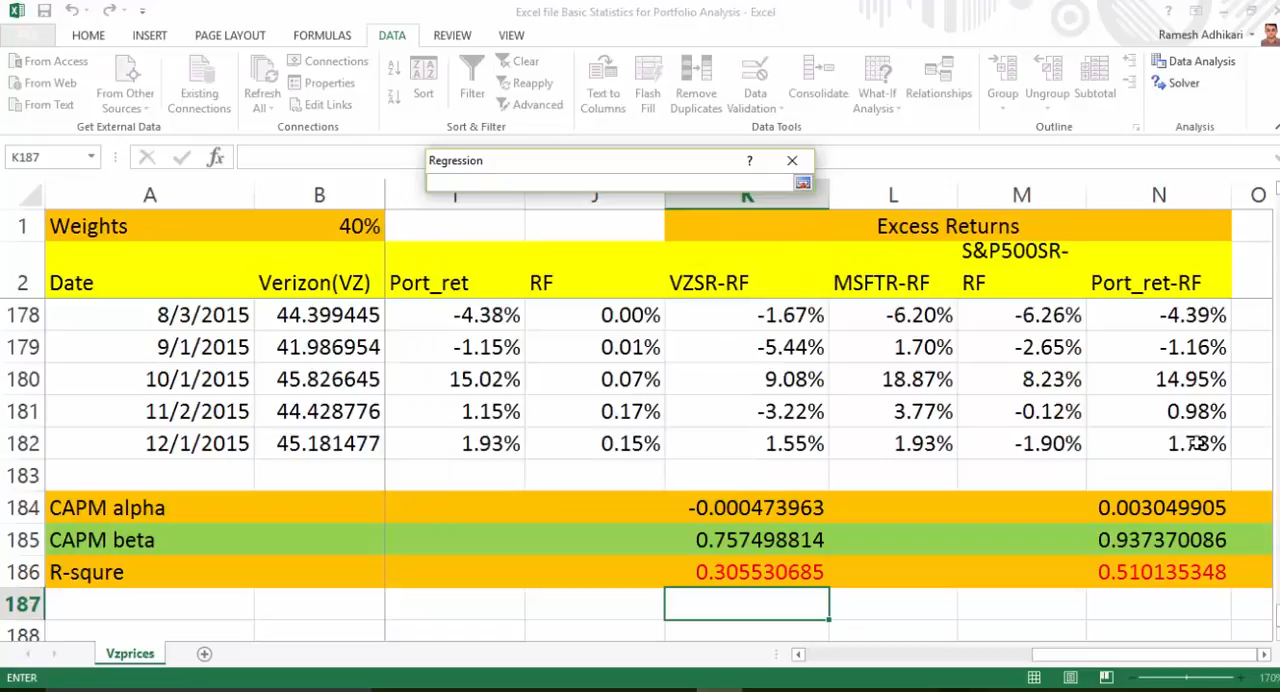 Excel file Basic Statistics for Portfolio Analysis - Excel
HOME INSERT PAGE LAYOUT FORMULAS DATA REVIEW VIEW Ramesh Adhikari
From Access
From Web
From Text
From Other Sources
Existing Connections
Get External Data
Refresh All
Connections
Properties
Edit Links
Connections
Sort
Filter
Clear
Reapply
Advanced
Sort & Filter
Text to Columns
Flash Fill
Remove Duplicates
Data Validation
Consolidate
What-If Analysis
Relationships
Data Tools
Group
Ungroup
Subtotal
Outline
Data Analysis
Solver
Analysis
K187
Regression ?
A B K L M N O
1 Weights 40% Excess Returns
2 Date Verizon(VZ) Port_ret RF VZSR-RF MSFTR-RF S&P500SR-RF Port_ret-RF
178 8/3/2015 44.399445 -4.38% 0.00% -1.67% -6.20% -6.26% -4.39%
179 9/1/2015 41.986954 -1.15% 0.01% -5.44% 1.70% -2.65% -1.16%
180 10/1/2015 45.826645 15.02% 0.07% 9.08% 18.87% 8.23% 14.95%
181 11/2/2015 44.428776 1.15% 0.17% -3.22% 3.77% -0.12% 0.98%
182 12/1/2015 45.181477 1.93% 0.15% 1.55% 1.93% -1.90%
183
184 CAPM alpha -0.000473963 0.003049905
185 CAPM beta 0.757498814 0.937370086
186 R-squre 0.305530685 0.510135348
187
188
Vzprices
ENTER 170%